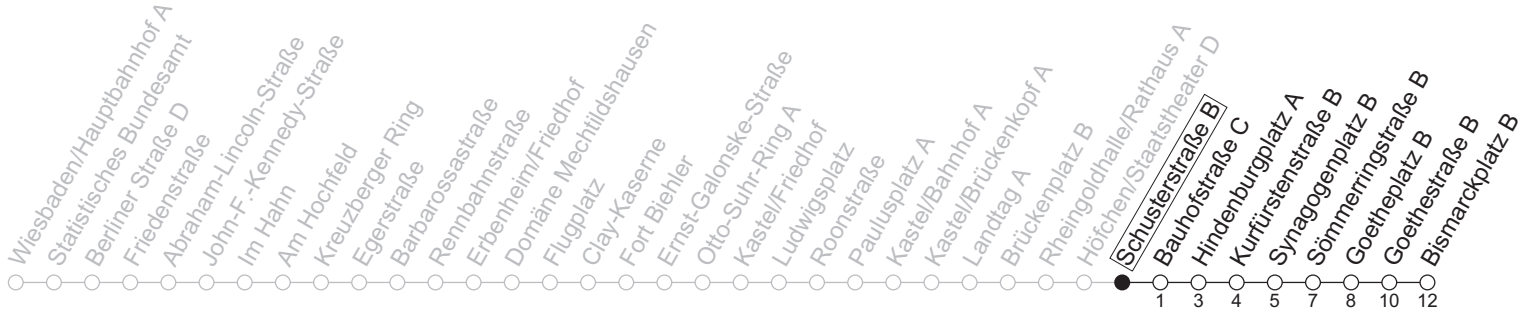 Wiesbaden/Hauptbahnhof A
Statistisches Bundesamt
Berliner Straße D
Friedenstraße
Abraham-Lincoln-Straße
John-F.-Kennedy-Straße
Im Hahn
Am Hochfeld
Kreuzberger Ring
Egerstraße
Barbarossastraße
Rennbahnstraße
Erbenheim/Friedhof
Domäne Mechtildshausen
Flugplatz
Clay-Kaserne
Fort Biehler
Ernst-Galonske-Straße
Otto-Suhr-Ring A
Kastel/Friedhof
Ludwigsplatz
Roonstraße
Paulusplatz A
Kastel/Bahnhof A
Kastel/Brückenkopf A
Landtag A
Brückenplatz B
Rheingoldhalle/Rathaus A
Höfchen/Staatstheater D
Schusterstraße B
Bauhofstraße C
Hindenburgplatz A
Kurfürstenstraße B
Synagogenplatz B
Sömmerringstraße B
Goetheplatz B
Goethestraße B
Bismarckplatz B
1 3 4 5 7 8 10 12